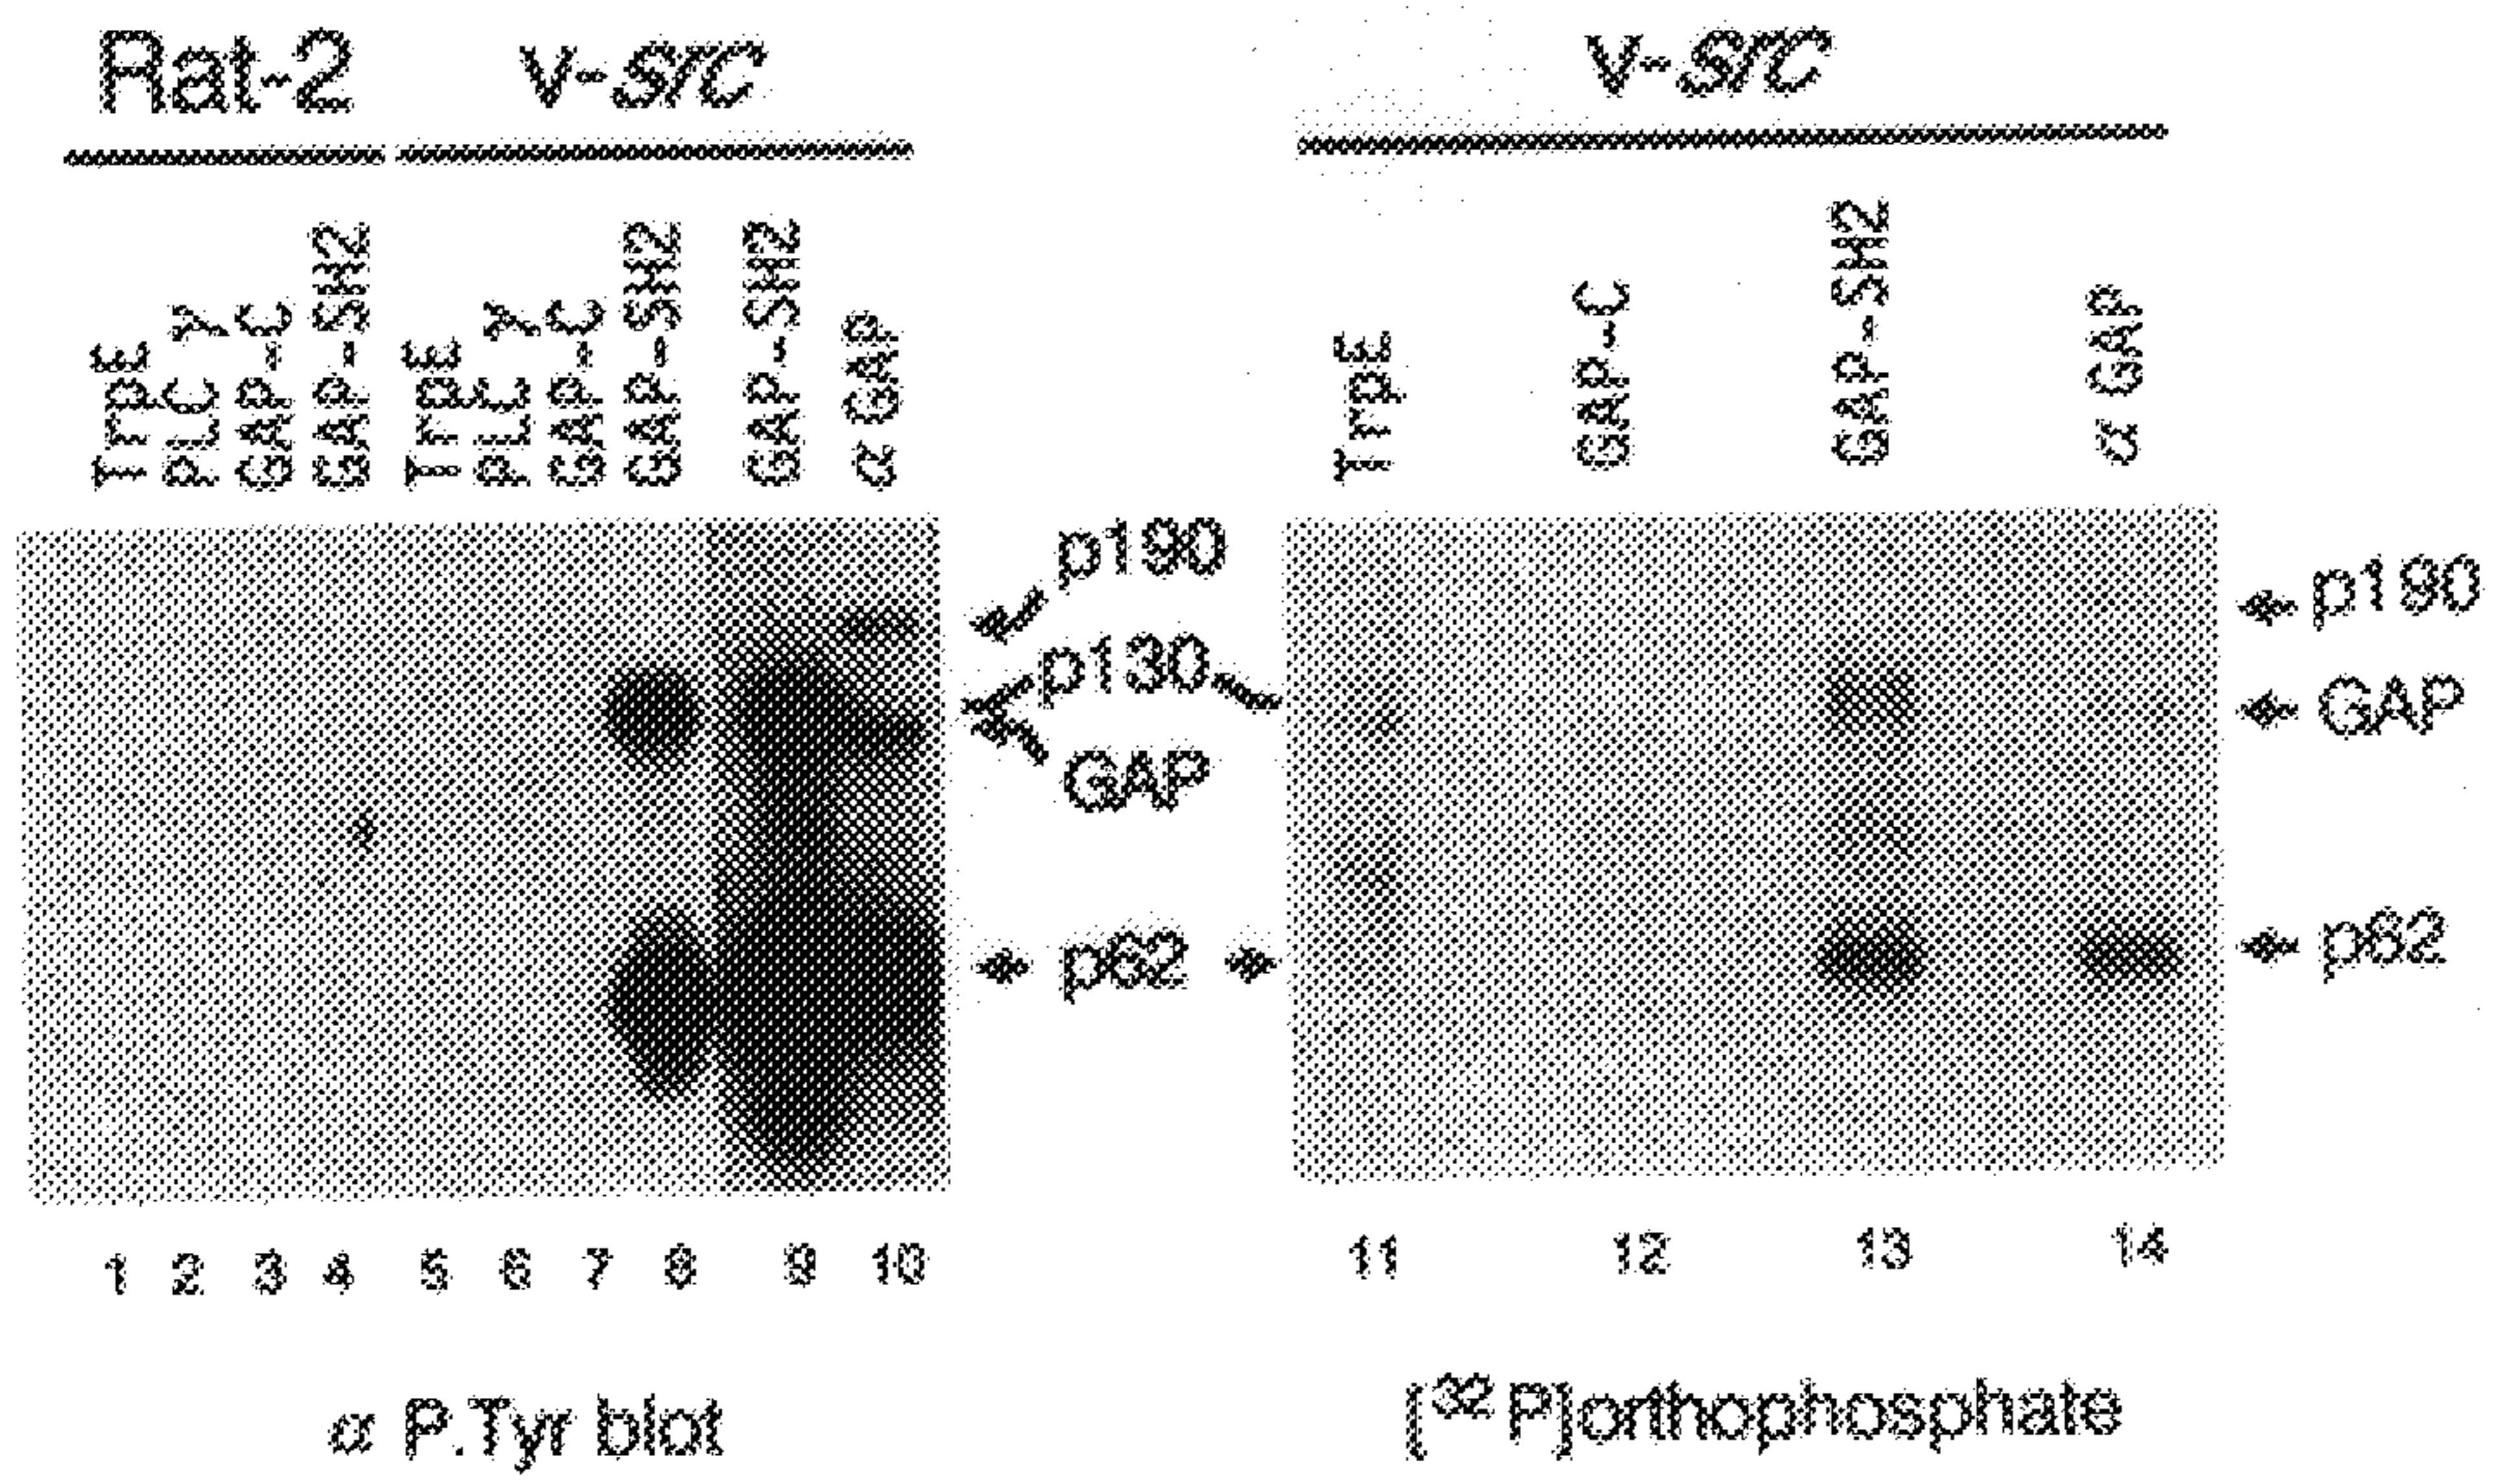 Rat-2 v-src v-src
TrpE PLC γ GAP-C GAP-SH2 TrpE PLC γ GAP-C GAP-SH2 GAP-SH2 α GAP TrpE GAP-C GAP-SH2 α GAP
p190 p190
p130 GAP
GAP
p62 p62
1 2 3 4 5 6 7 8 9 10 11 12 13 14
α P.Tyr blot [³²P]orthophosphate